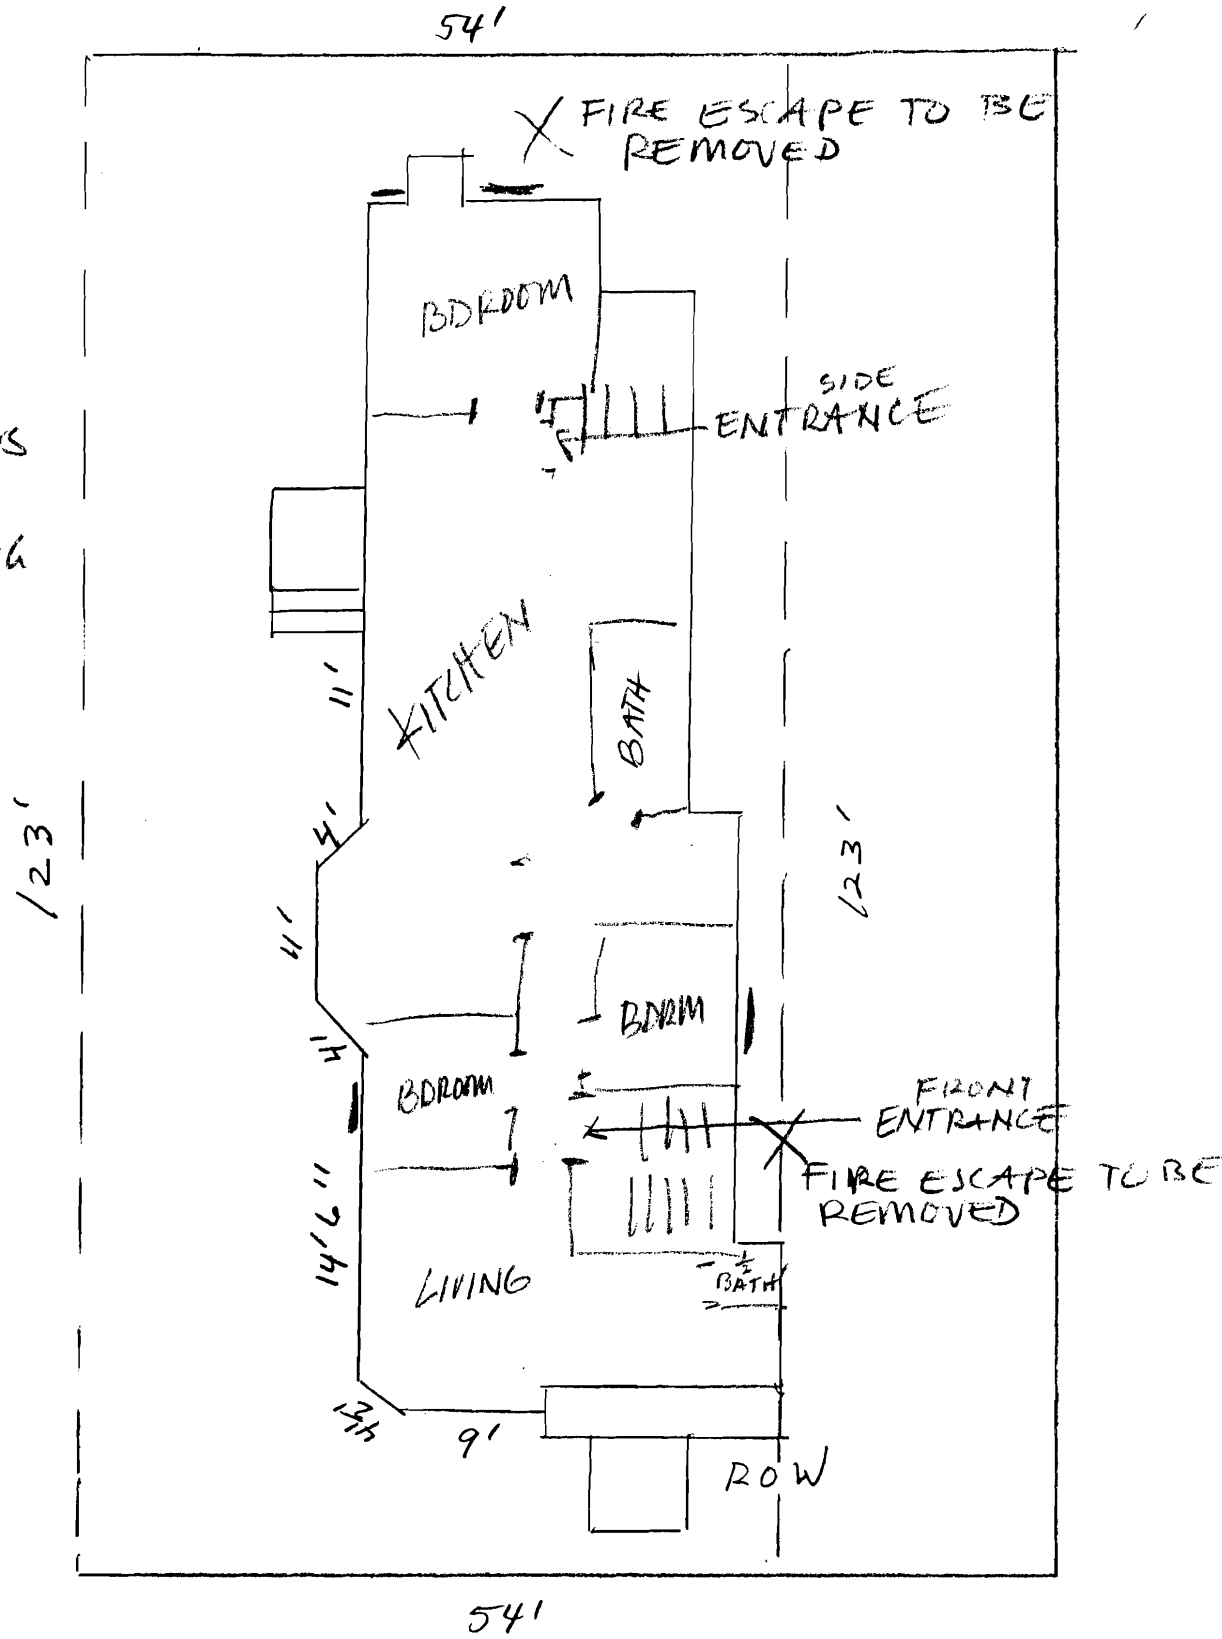 54'
FIRE ESCAPE TO BE
REMOVED
BDROOM
SIDE
ENTRANCE
11'
KITCHEN
BATH
4'
123'
123'
11'
BDRM
4'
BDROOM
FRONT
ENTRANCE
FIRE ESCAPE TO BE
REMOVED
14'6"
LIVING
1/2
BATH
9'
ROW
54'